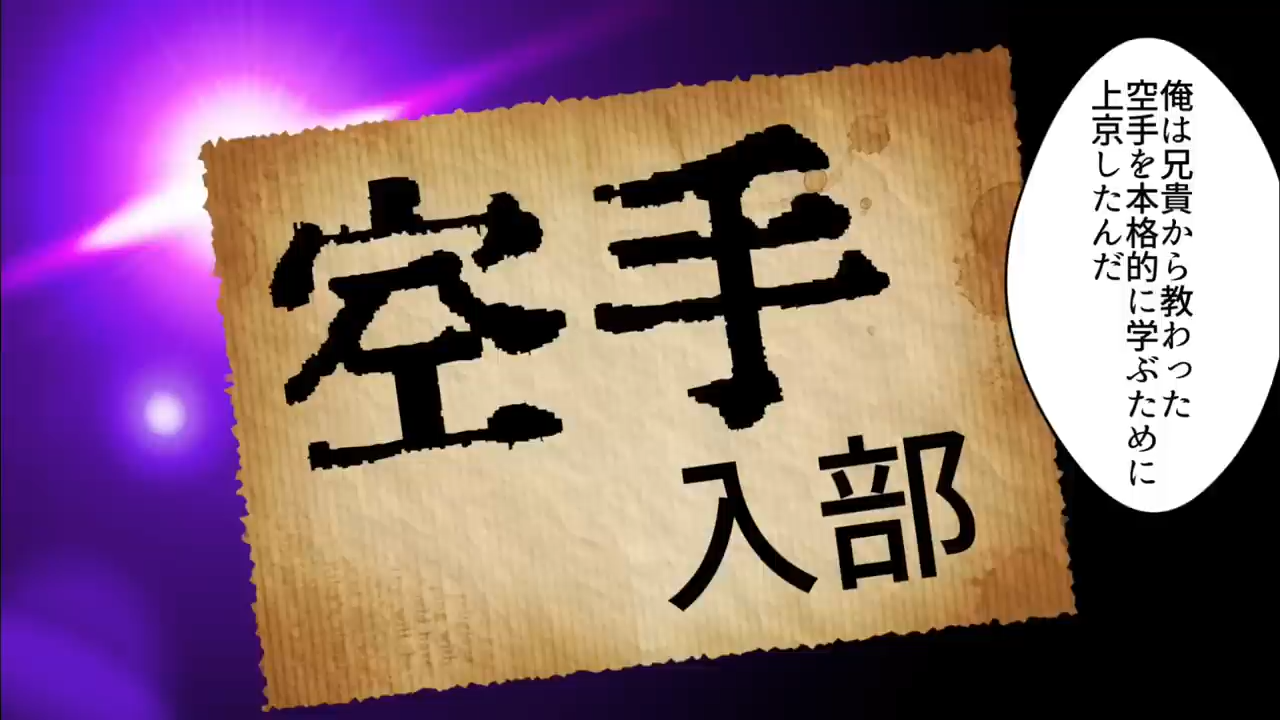 俺は兄貴から教わった
空手を本格的に学ぶために
上京したんだ
空手
入部